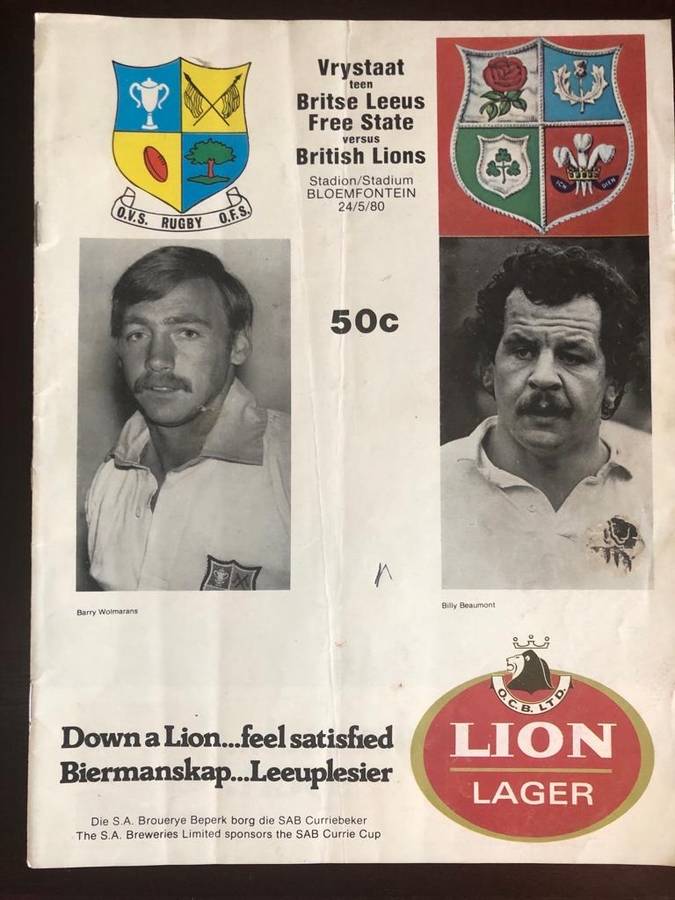 Vrystaat
teen
Britse Leeus
Free State
versus
British Lions
Stadion/Stadium
BLOEMFONTEIN
24/5/80
O.V.S. RUGBY O.F.S.
ICH DIEN
50c
Barry Wolmarans
Billy Beaumont
Down a Lion...feel satisfied
Biermanskap...Leeuplesier
O.C.B. LTD.
LION
LAGER
Die S.A. Brouerye Beperk borg die SAB Curriebeker
The S.A. Breweries Limited sponsors the SAB Currie Cup